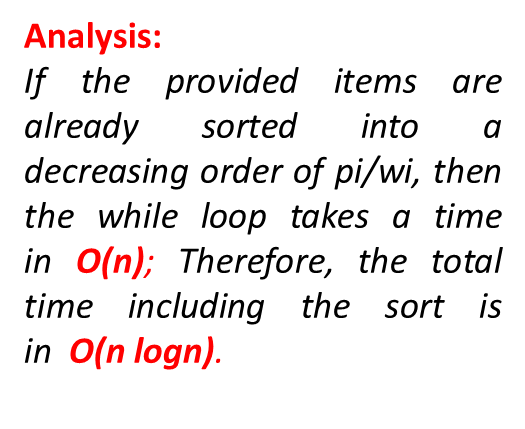 Analysis:
If the provided items are
already sorted into a
decreasing order of pi/wi, then
the while loop takes a time
in O(n); Therefore, the total
time including the sort is
in O(n logn).